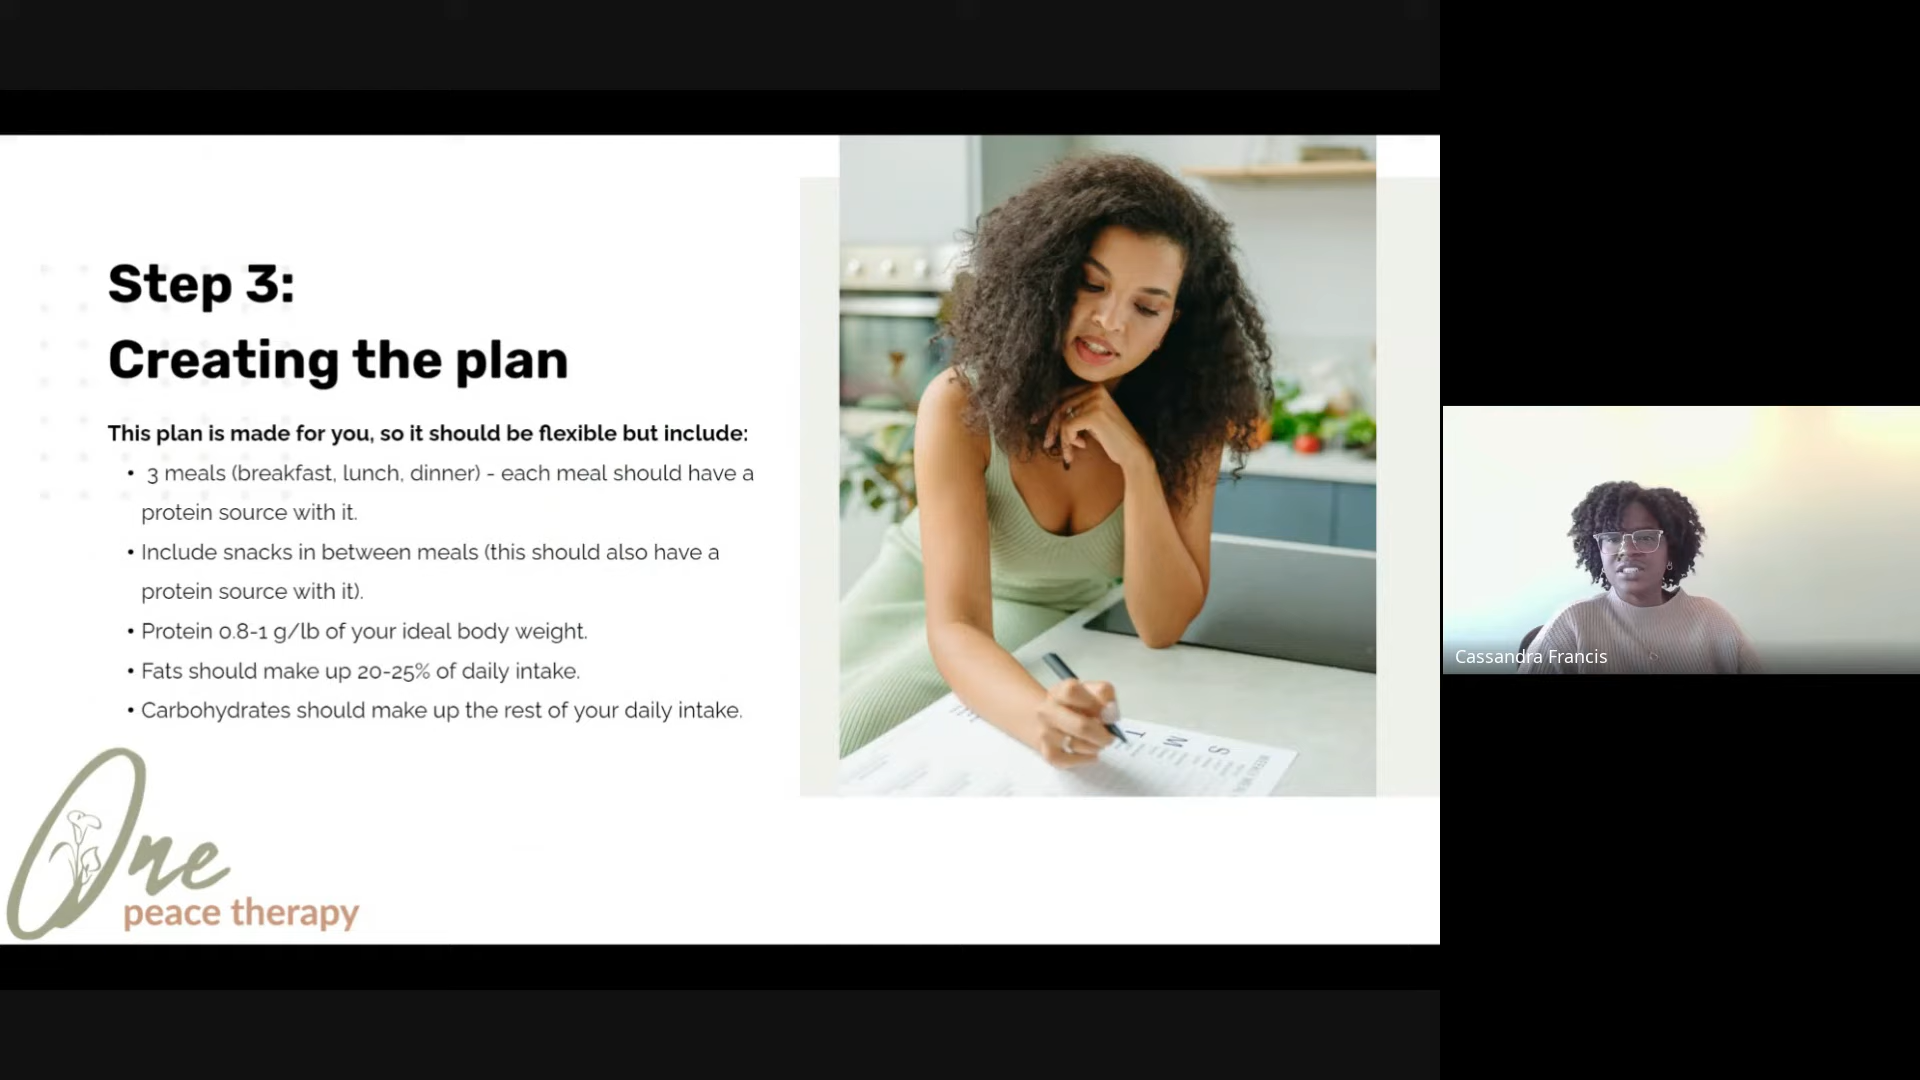 Step 3:
Creating the plan
This plan is made for you, so it should be flexible but include:
• 3 meals (breakfast, lunch, dinner) - each meal should have a
protein source with it.
• Include snacks in between meals (this should also have a
protein source with it).
• Protein 0.8-1 g/lb of your ideal body weight.
• Fats should make up 20-25% of daily intake.
• Carbohydrates should make up the rest of your daily intake.
One
peace therapy
T M S
Cassandra Francis